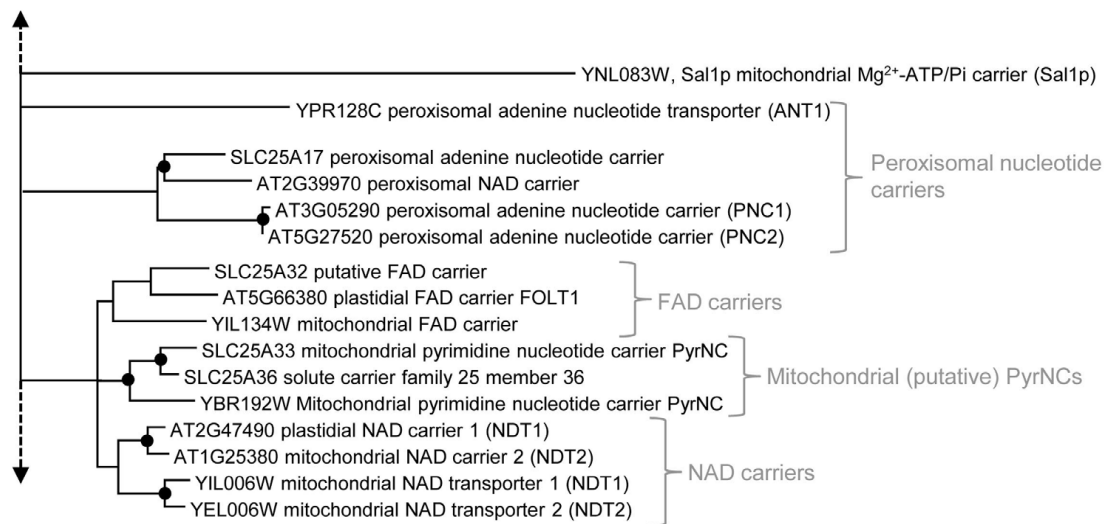 YNL083W, Sal1p mitochondrial Mg²⁺-ATP/Pi carrier (Sal1p)
YPR128C peroxisomal adenine nucleotide transporter (ANT1)
SLC25A17 peroxisomal adenine nucleotide carrier
AT2G39970 peroxisomal NAD carrier
AT3G05290 peroxisomal adenine nucleotide carrier (PNC1)
AT5G27520 peroxisomal adenine nucleotide carrier (PNC2)
Peroxisomal nucleotide
carriers
SLC25A32 putative FAD carrier
AT5G66380 plastidial FAD carrier FOLT1
YIL134W mitochondrial FAD carrier
FAD carriers
SLC25A33 mitochondrial pyrimidine nucleotide carrier PyrNC
SLC25A36 solute carrier family 25 member 36
YBR192W Mitochondrial pyrimidine nucleotide carrier PyrNC
Mitochondrial (putative) PyrNCs
AT2G47490 plastidial NAD carrier 1 (NDT1)
AT1G25380 mitochondrial NAD carrier 2 (NDT2)
YIL006W mitochondrial NAD transporter 1 (NDT1)
YEL006W mitochondrial NAD transporter 2 (NDT2)
NAD carriers